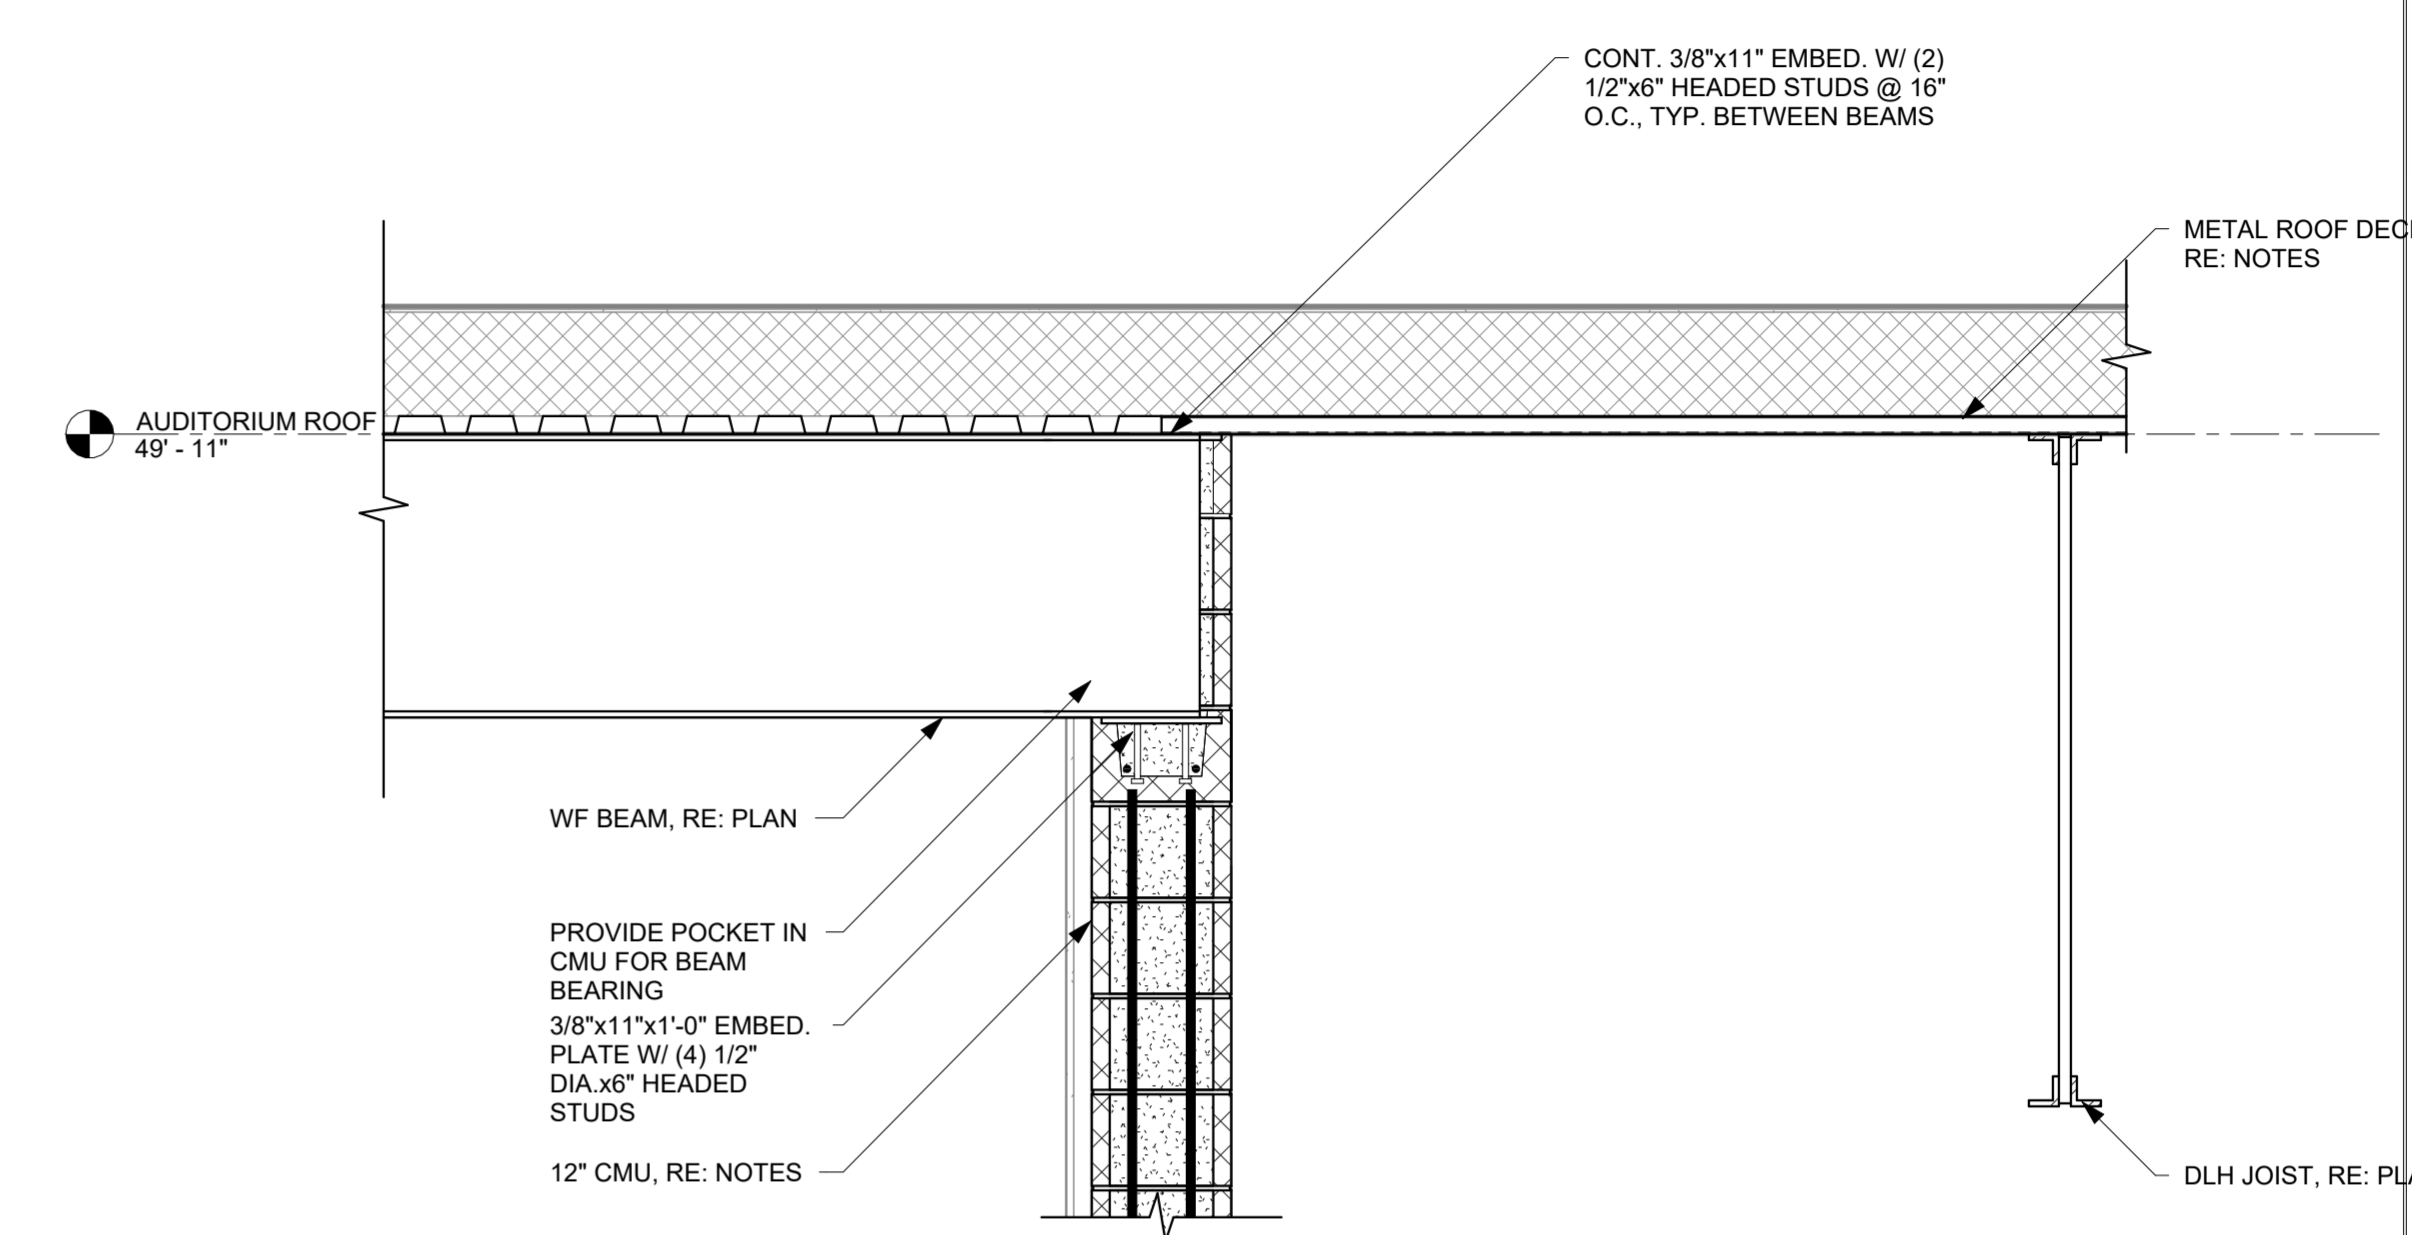 CONT. 3/8"x11" EMBED. W/ (2)
1/2"x6" HEADED STUDS @ 16"
O.C., TYP. BETWEEN BEAMS
METAL ROOF
RE: NOTES
AUDITORIUM ROOF
49' - 11"
WF BEAM, RE: PLAN
PROVIDE POCKET IN
CMU FOR BEAM
BEARING
3/8"x11"x1'-0" EMBED.
PLATE W/ (4) 1/2"
DIA.x6" HEADED
STUDS
12" CMU, RE: NOTES
DLH JOIST, RE: